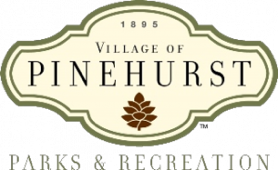 1895
VILLAGE OF
PINEHURST
TM
PARKS & RECREATION